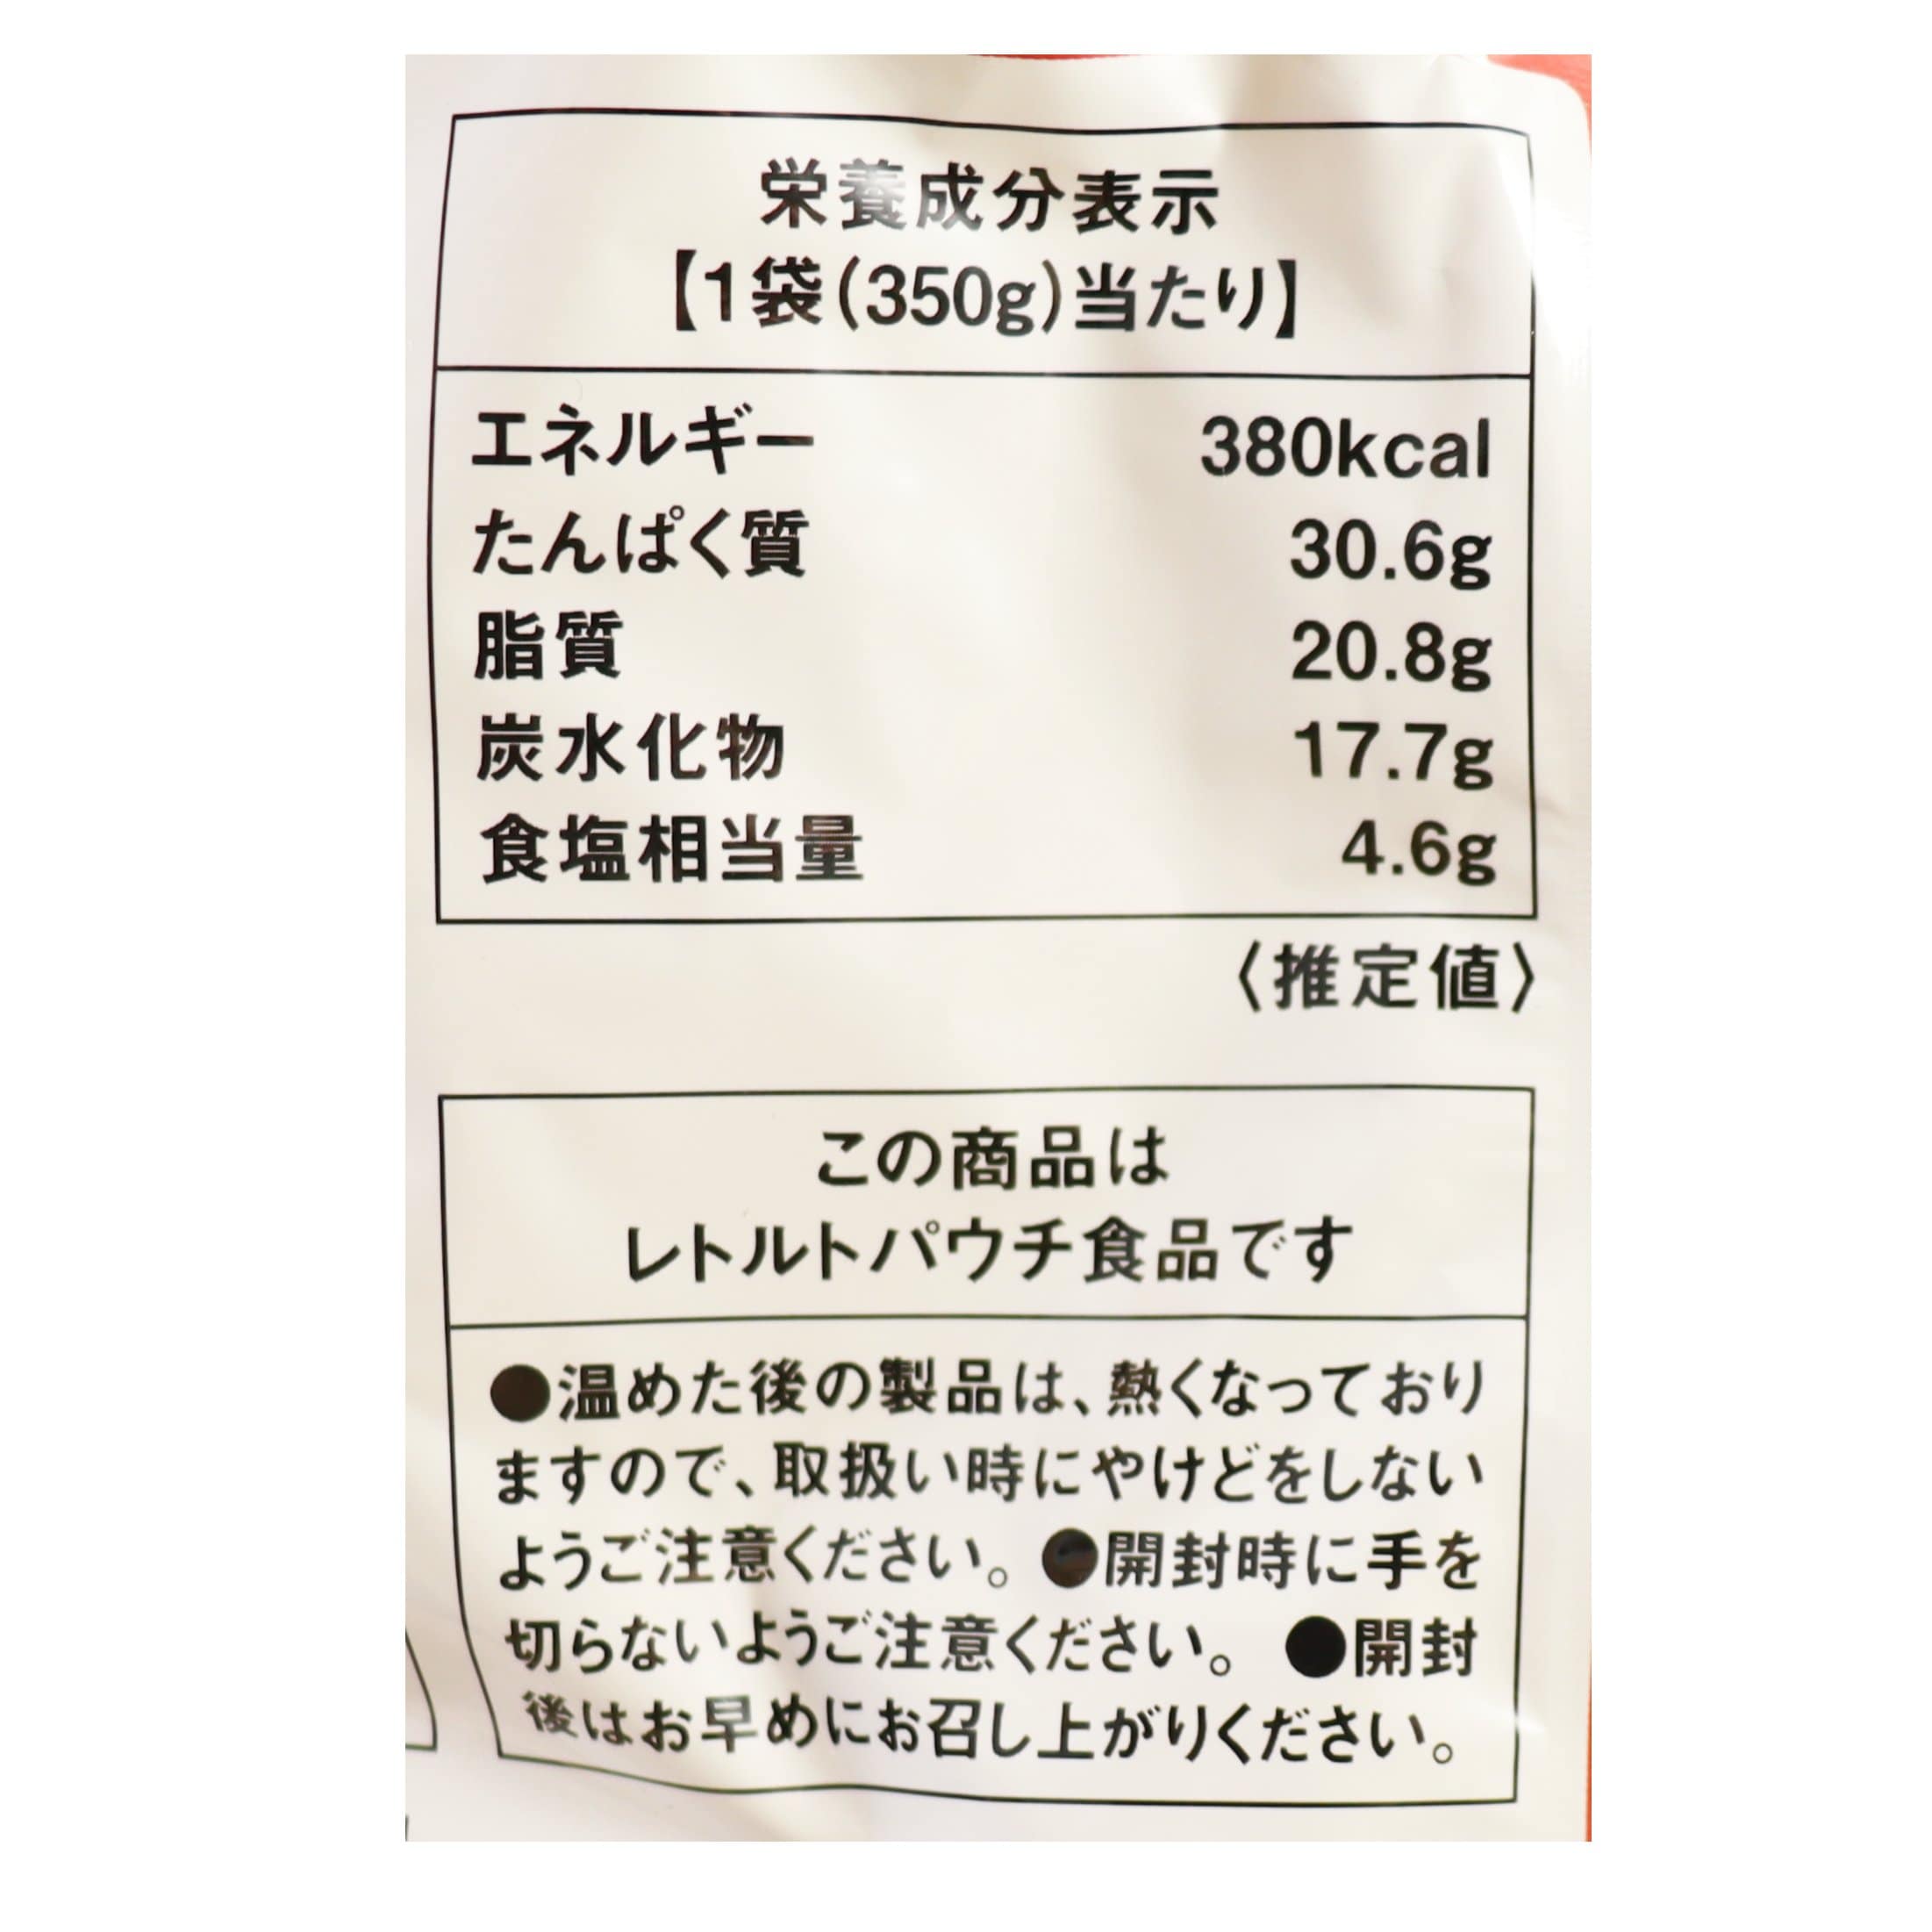 栄養成分表示
【1袋(350g)当たり】
エネルギー 380kcal
たんぱく質 30.6g
脂質 20.8g
炭水化物 17.7g
食塩相当量 4.6g
〈推定値〉
この商品は
レトルトパウチ食品です
●温めた後の製品は、熱くなっており
ますので、取扱い時にやけどをしない
ようご注意ください。●開封時に手を
切らないようご注意ください。●開封
後はお早めにお召し上がりください。